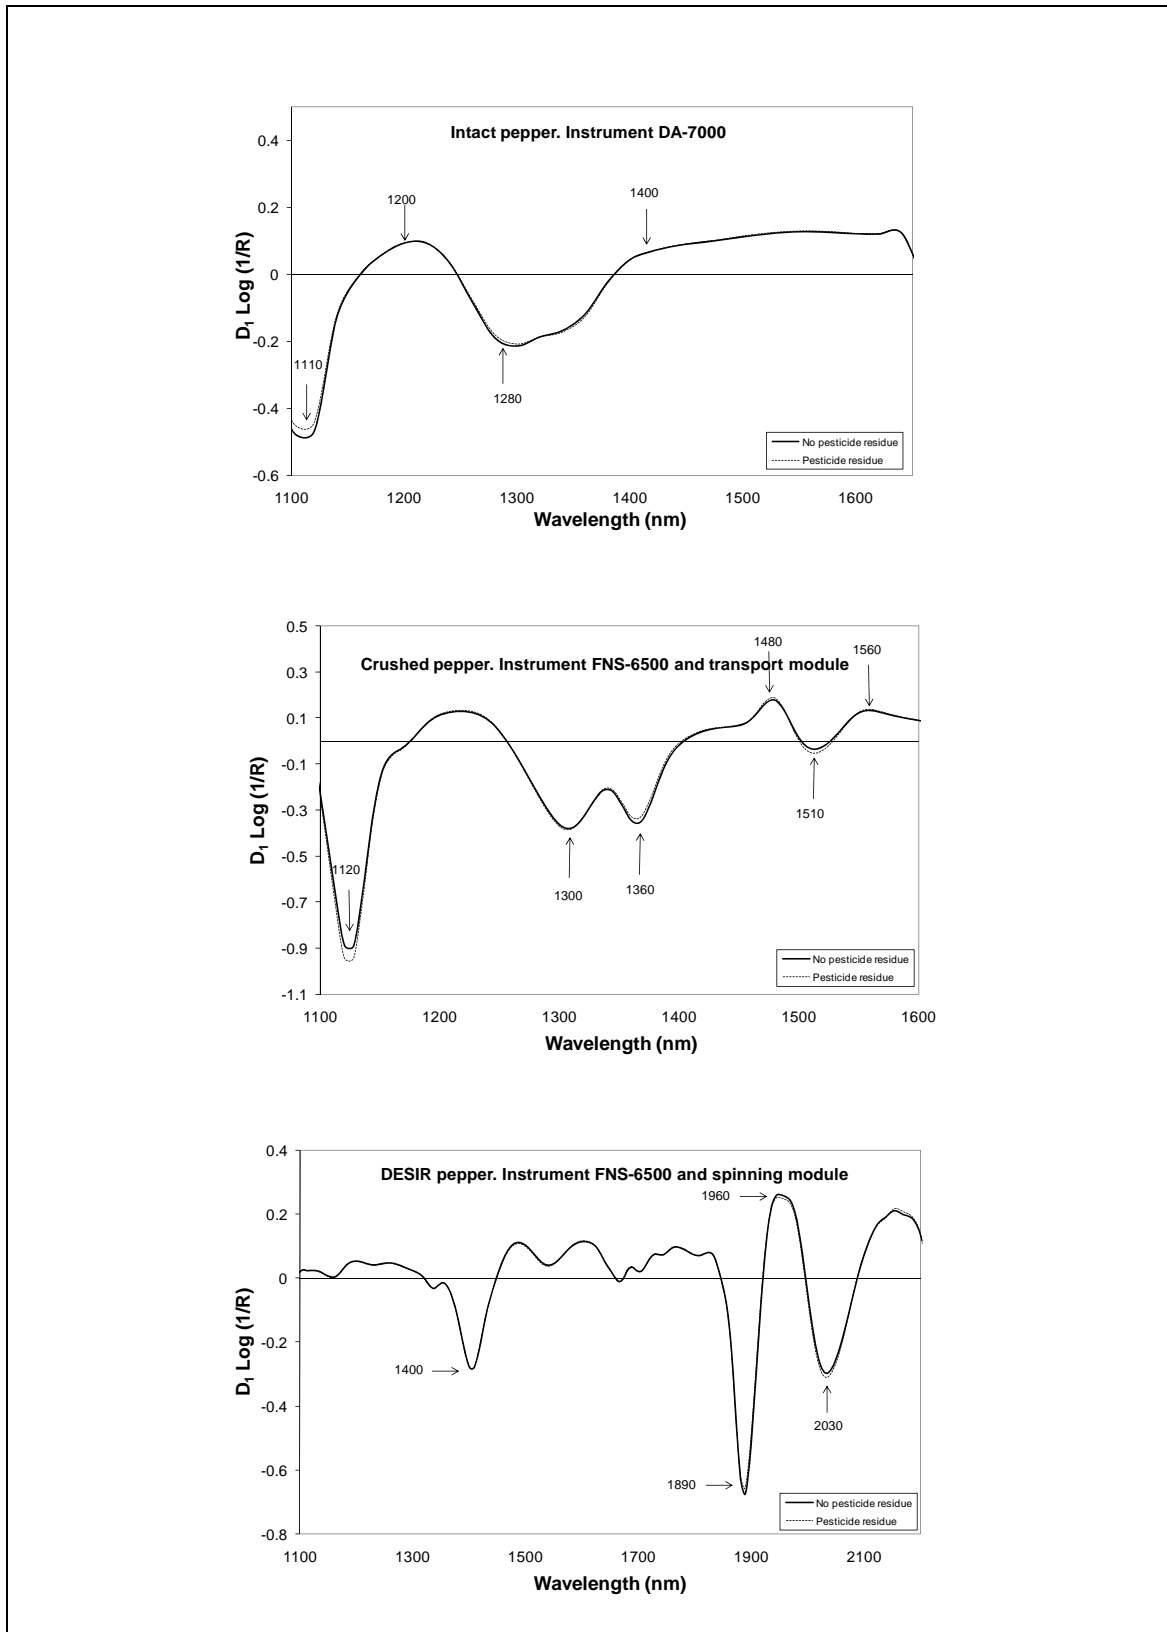 Intact pepper. Instrument DA-7000
0.4
0.2
0
-0.2
-0.4
-0.6
D1 Log (1/R)
1200
1400
1110
1280
No pesticide residue
Pesticide residue
1100 1200 1300 1400 1500 1600
Wavelength (nm)
Crushed pepper. Instrument FNS-6500 and transport module
0.5
0.3
0.1
-0.1
-0.3
-0.5
-0.7
-0.9
-1.1
D1 Log (1/R)
1480
1560
1510
1120
1300
1360
No pesticide residue
Pesticide residue
1100 1200 1300 1400 1500 1600
Wavelength (nm)
DESIR pepper. Instrument FNS-6500 and spinning module
0.4
0.2
0
-0.2
-0.4
-0.6
-0.8
D1 Log (1/R)
1960
1400
2030
1890
No pesticide residue
Pesticide residue
1100 1300 1500 1700 1900 2100
Wavelength (nm)